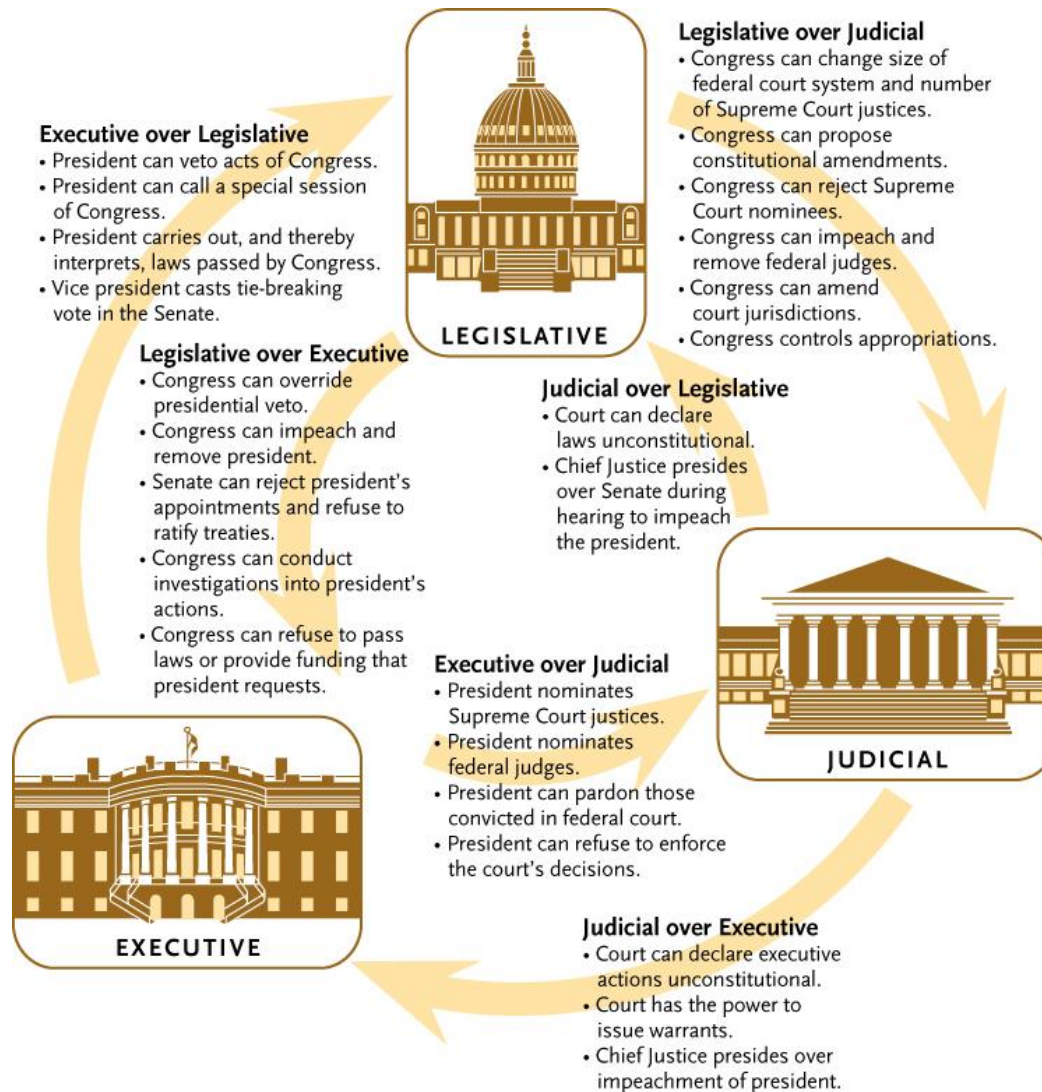 Executive over Legislative
• President can veto acts of Congress.
• President can call a special session
of Congress.
• President carries out, and thereby
interprets, laws passed by Congress.
• Vice president casts tie-breaking
vote in the Senate.
LEGISLATIVE
Legislative over Judicial
• Congress can change size of
federal court system and number
of Supreme Court justices.
• Congress can propose
constitutional amendments.
• Congress can reject Supreme
Court nominees.
• Congress can impeach and
remove federal judges.
• Congress can amend
court jurisdictions.
• Congress controls appropriations.
Legislative over Executive
• Congress can override
presidential veto.
• Congress can impeach and
remove president.
• Senate can reject president's
appointments and refuse to
ratify treaties.
• Congress can conduct
investigations into president's
actions.
• Congress can refuse to pass
laws or provide funding that
president requests.
Judicial over Legislative
• Court can declare
laws unconstitutional.
• Chief Justice presides
over Senate during
hearing to impeach
the president.
JUDICIAL
Executive over Judicial
• President nominates
Supreme Court justices.
• President nominates
federal judges.
• President can pardon those
convicted in federal court.
• President can refuse to enforce
the court's decisions.
EXECUTIVE
Judicial over Executive
• Court can declare executive
actions unconstitutional.
• Court has the power to
issue warrants.
• Chief Justice presides over
impeachment of president.